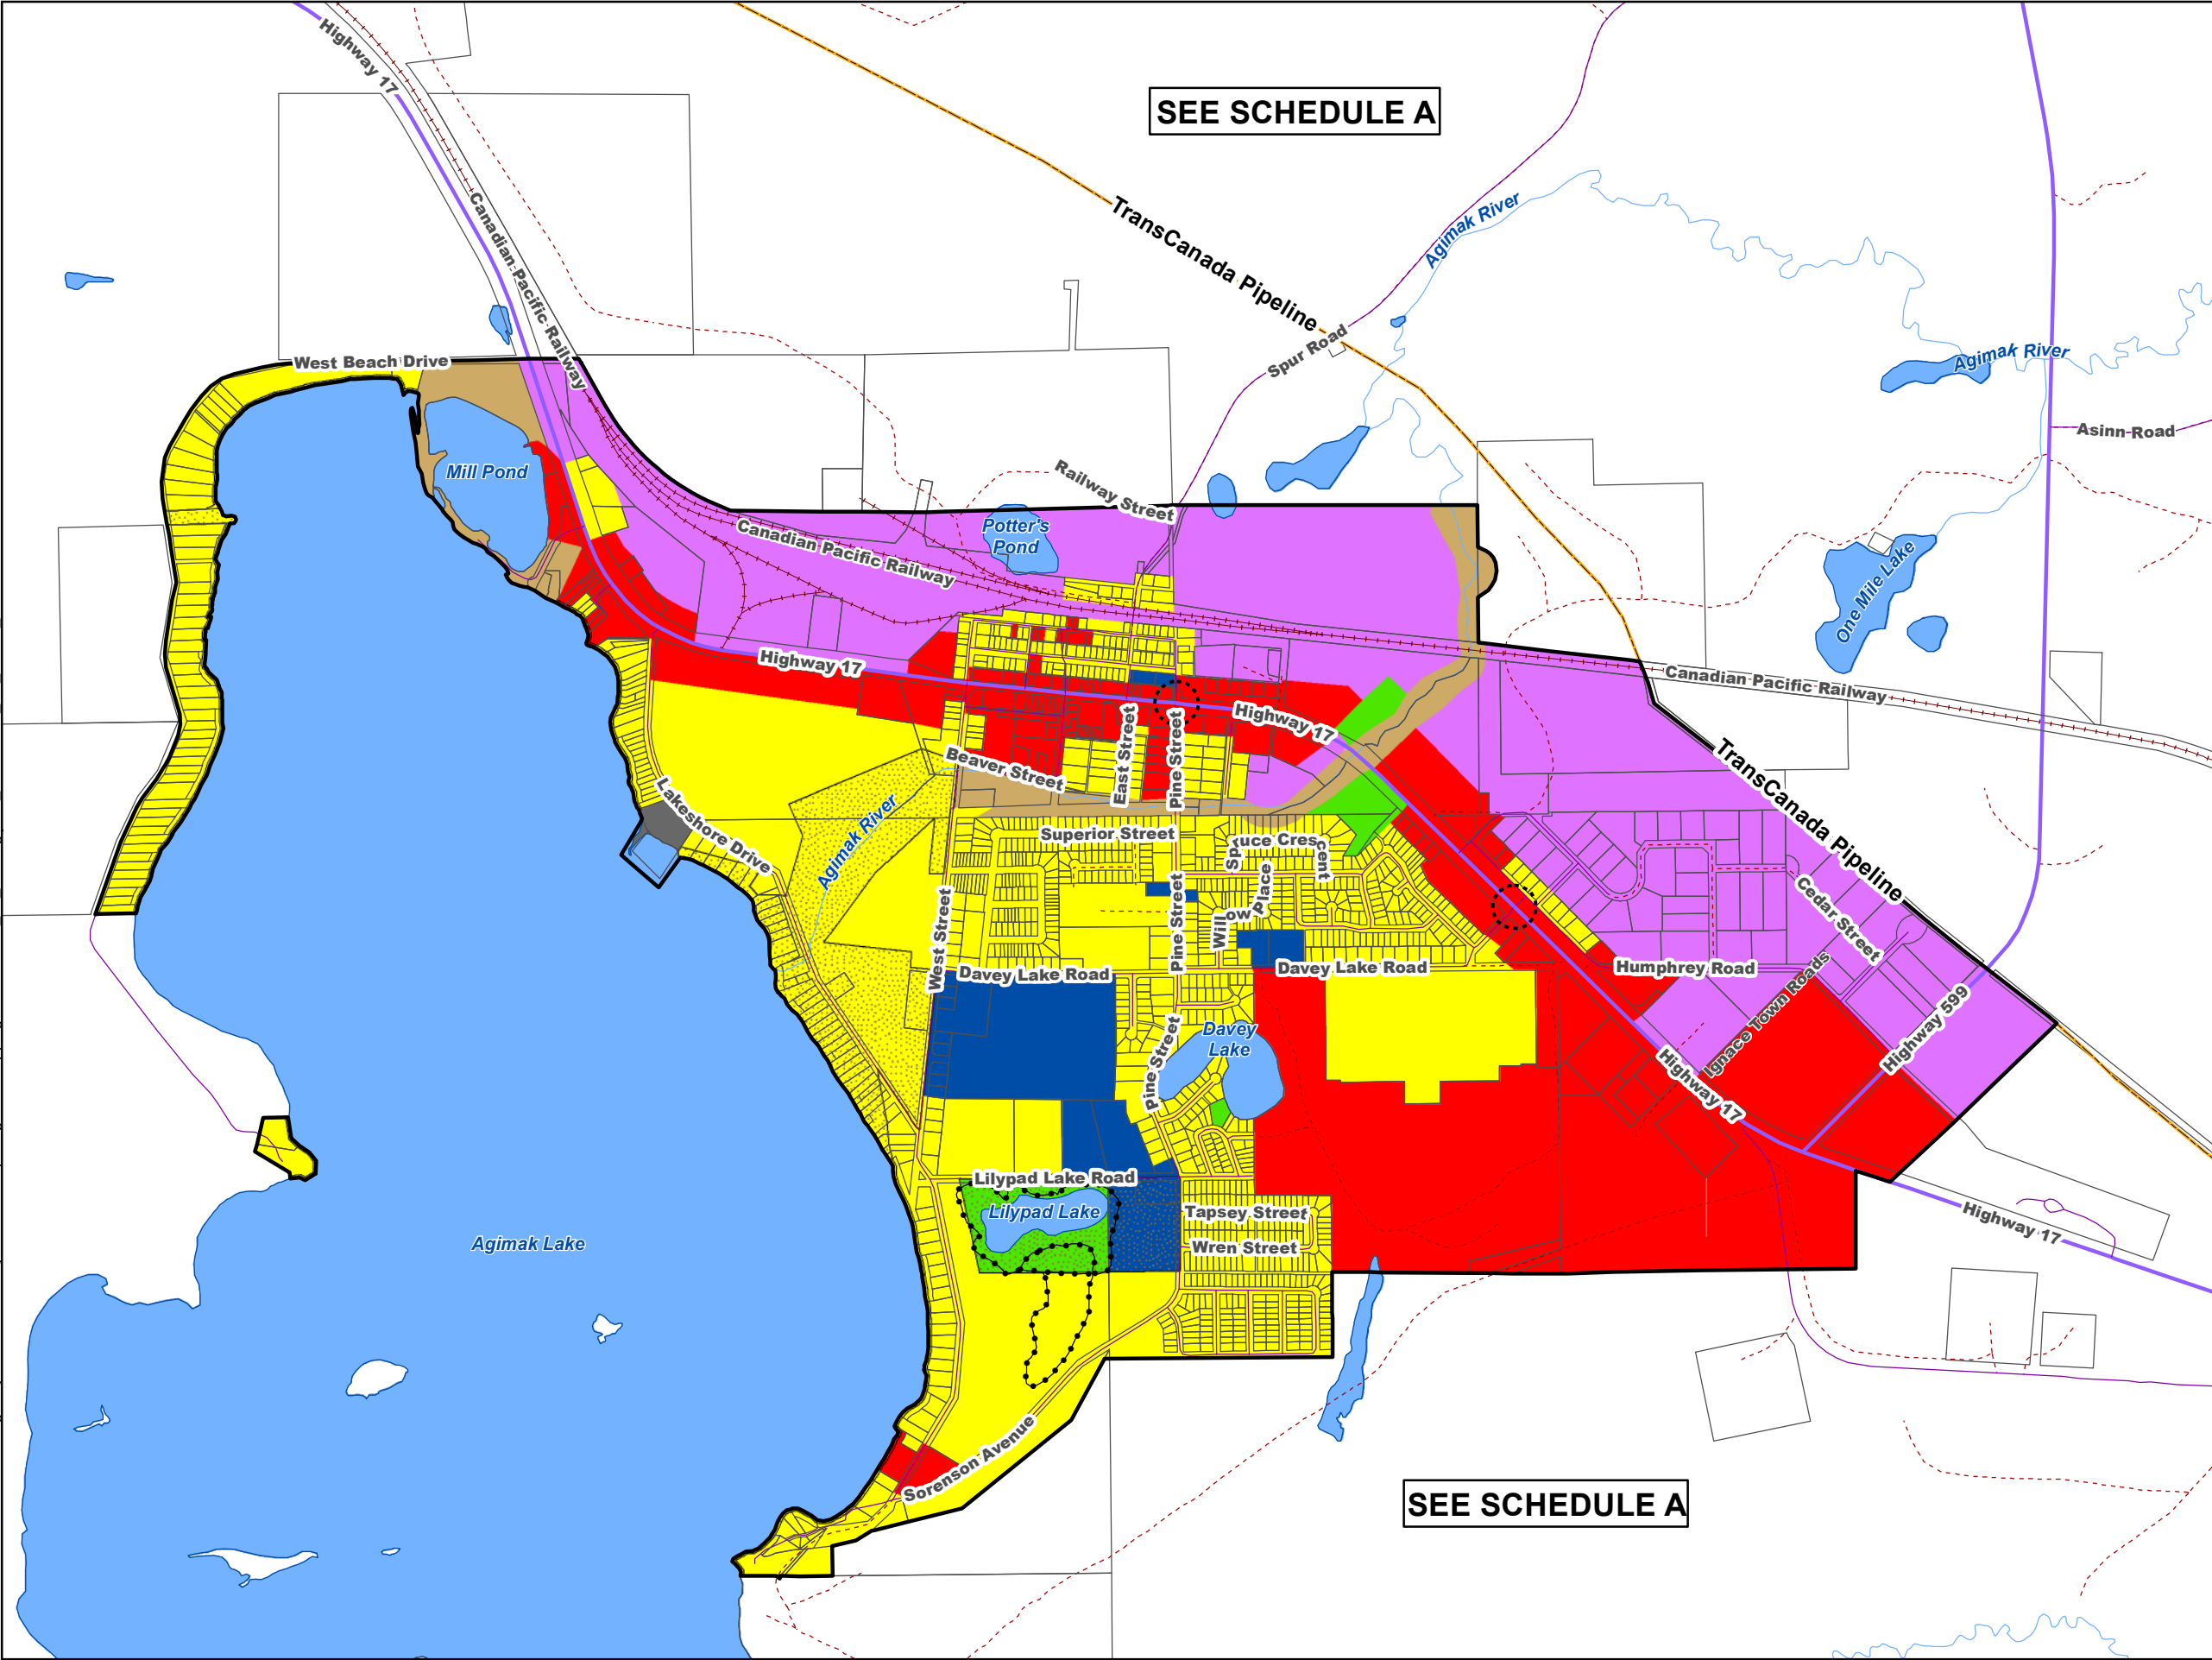 Highway 17
SEE SCHEDULE A
Canadian Pacific Railway
TransCanada Pipeline
Agimak River
Spur Road
Agimak River
West Beach Drive
Asinn Road
Mill Pond
Railway Street
Potter's
Pond
Canadian Pacific Railway
One Mile Lake
Highway 17
Canadian Pacific Railway
Highway 17
East Street
Pine Street
Beaver Street
TransCanada Pipeline
Lakeshore Drive
Agimak River
Superior Street
Spruce Crescent
Willow Place
West Street
Pine Street
Cedar Street
Davey Lake Road
Davey Lake Road
Humphrey Road
Ignace Town Roads
Highway 599
Davey
Lake
Pine Street
Highway 17
Lilypad Lake Road
Lilypad Lake
Tapsey Street
Wren Street
Highway 17
Agimak Lake
Sorenson Avenue
SEE SCHEDULE A